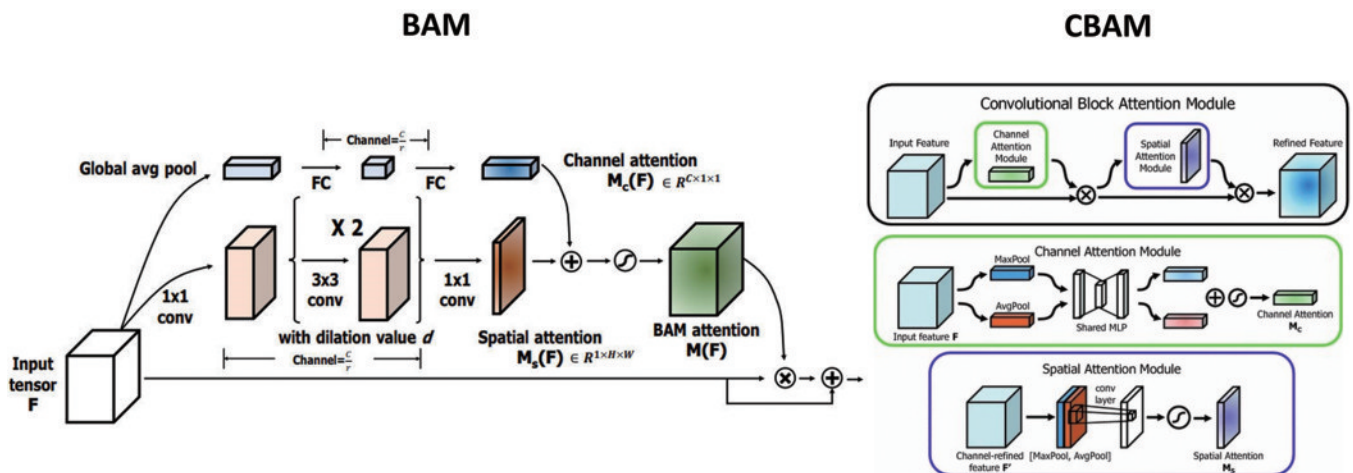 BAM
Channel=C/r
Global avg pool
FC
FC
Channel attention
Mc(F) ∈ R^C×1×1
X 2
1x1
conv
3x3
conv
1x1
conv
with dilation value d
Channel=C/r
Spatial attention
Ms(F) ∈ R^1×H×W
BAM attention
M(F)
Input
tensor
F
CBAM
Convolutional Block Attention Module
Input Feature
Channel
Attention
Module
Spatial
Attention
Module
Refined Feature
Channel Attention Module
MaxPool
AvgPool
Input feature F
Shared MLP
Channel Attention
Mc
Spatial Attention Module
conv
layer
Channel-refined
feature F'
[MaxPool, AvgPool]
Spatial Attention
Ms